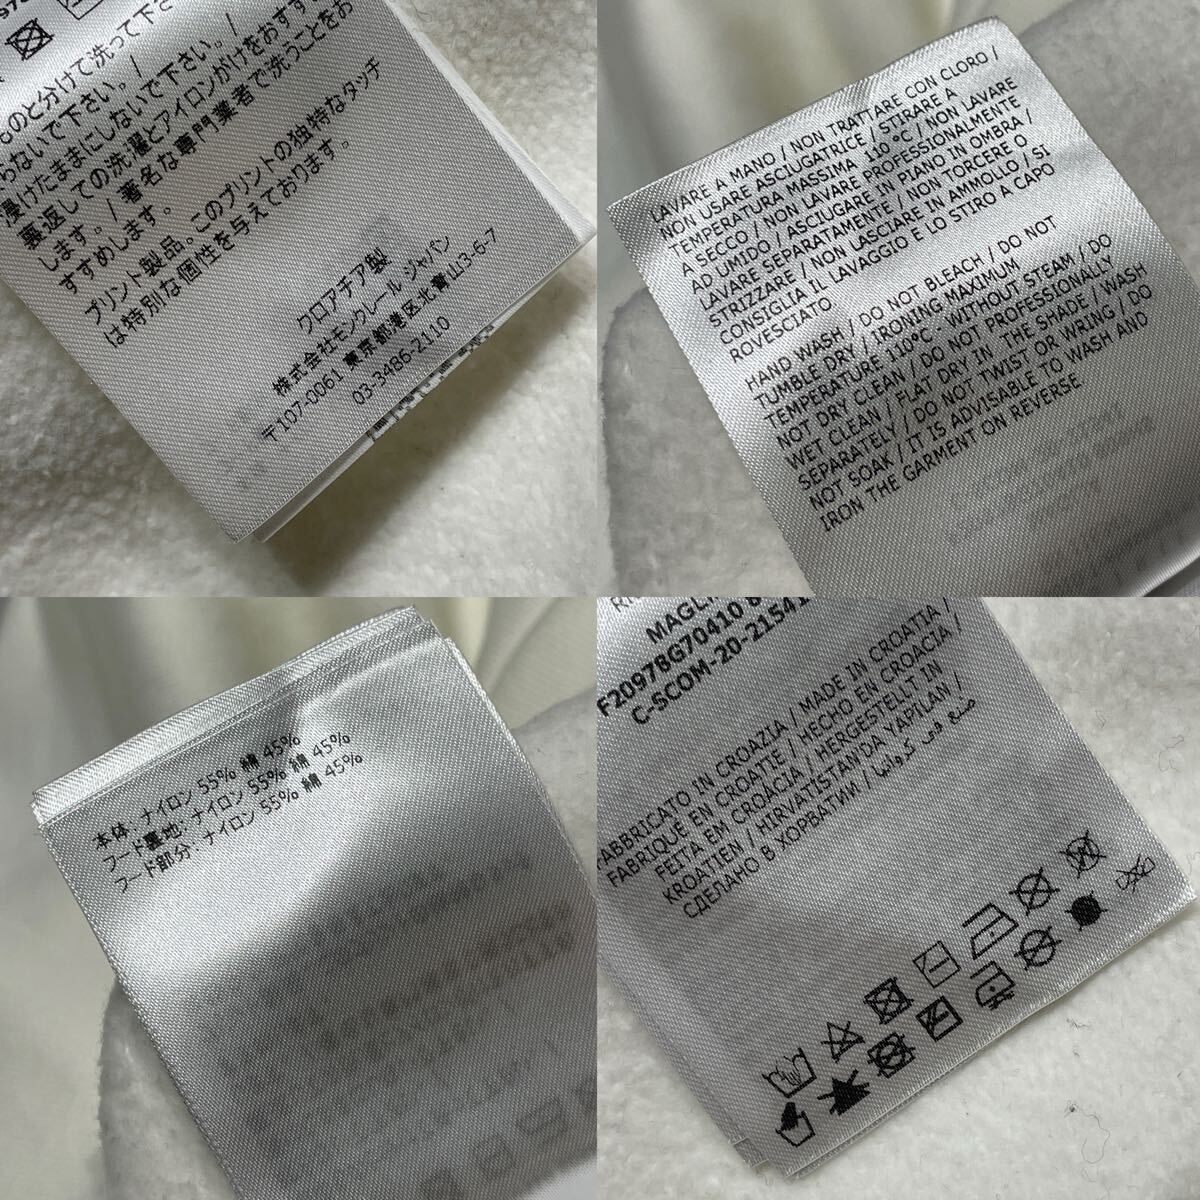 ものと分けて洗って下さ
らないで下さい。/
浸けたままにしないで下さい。/
裏返しての洗濯とアイロンがけをおすす
します。/ 著名な専門業者で洗うことをお
すすめします。
プリント製品。このプリントの独特なタッチ
は特別な個性を与えております。
クロアチア製
株式会社モンクレール ジャパン
〒107-0061 東京都港区北青山3-6-7
03-3486-2110
LAVARE A MANO / NON TRATTARE CON CLORO /
NON USARE ASCIUGATRICE / STIRARE A
TEMPERATURA MASSIMA 110 °C / NON LAVARE
A SECCO / NON LAVARE PROFESSIONALMENTE
AD UMIDO / ASCIUGARE IN PIANO IN OMBRA /
LAVARE SEPARATAMENTE / NON TORCERE O
STRIZZARE / NON LASCIARE IN AMMOLLO / SI
CONSIGLIA IL LAVAGGIO E LO STIRO A CAPO
ROVESCIATO
HAND WASH / DO NOT BLEACH / DO NOT
TUMBLE DRY / IRONING MAXIMUM
TEMPERATURE 110°C - WITHOUT STEAM / DO
NOT DRY CLEAN / DO NOT PROFESSIONALLY
WET CLEAN / FLAT DRY IN THE SHADE / WASH
SEPARATELY / DO NOT TWIST OR WRING / DO
NOT SOAK / IT IS ADVISABLE TO WASH AND
IRON THE GARMENT ON REVERSE
本体: ナイロン 55% 綿 45%
フード裏地: ナイロン 55% 綿 45%
フード部分: ナイロン 55% 綿 45%
F20978G70410 8
C-SCOM-20-21541
FABBRICATO IN CROAZIA / MADE IN CROATIA /
FABRIQUÉ EN CROATIE / HECHO EN CROACIA /
FEITA EM CROÁCIA / HERGESTELLT IN
KROATIEN / HIRVATİSTANDA YAPILAN /
СДЕЛАНО В ХОРВАТИИ / صنع في كرواتيا